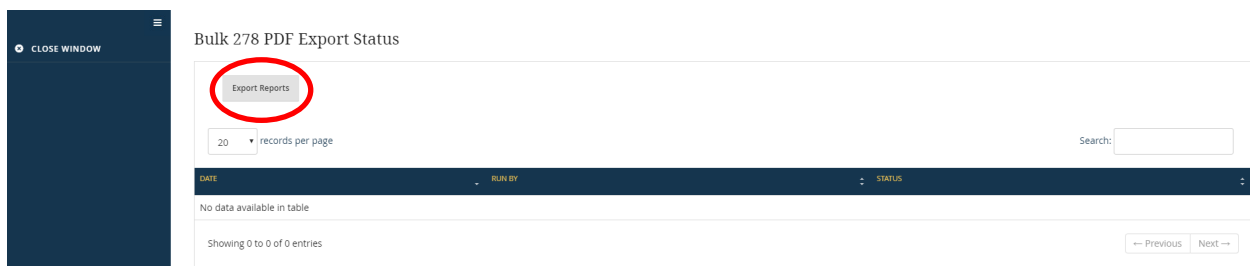 CLOSE WINDOW
Bulk 278 PDF Export Status
Export Reports
20 records per page
Search:
DATE RUN BY STATUS
No data available in table
Showing 0 to 0 of 0 entries
← Previous Next →